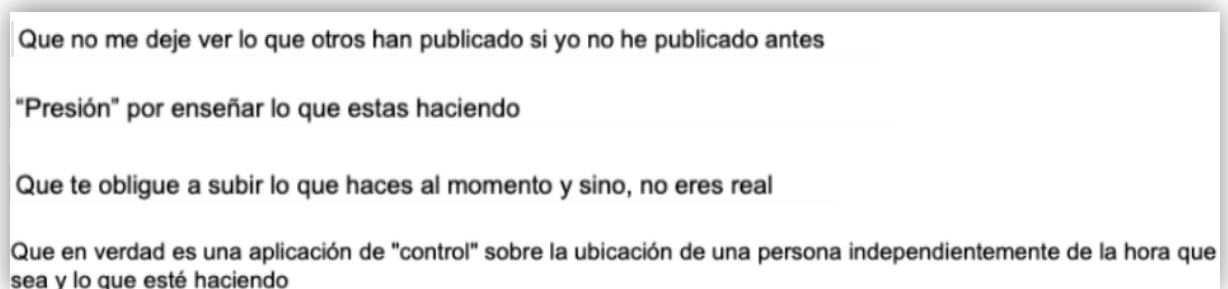 Que no me deje ver lo que otros han publicado si yo no he publicado antes
"Presión" por enseñar lo que estas haciendo
Que te obligue a subir lo que haces al momento y sino, no eres real
Que en verdad es una aplicación de "control" sobre la ubicación de una persona independientemente de la hora que
sea y lo que esté haciendo